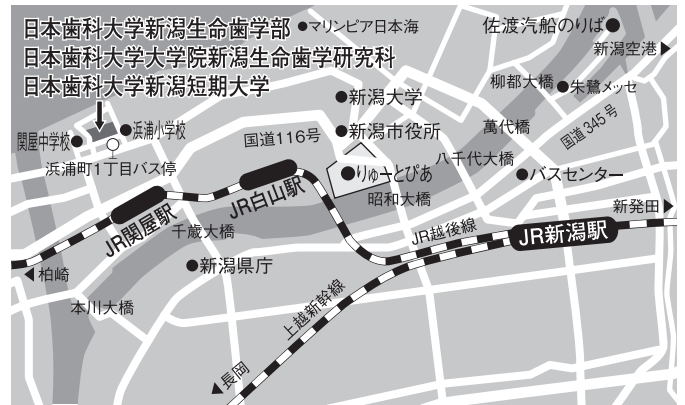 日本歯科大学新潟生命歯学部
日本歯科大学大学院新潟生命歯学研究科
日本歯科大学新潟短期大学
マリンピア日本海
佐渡汽船のりば
新潟空港
柳都大橋
朱鷺メッセ
新潟大学
国道345号
萬代橋
関屋中学校
浜浦小学校
国道116号
新潟市役所
八千代大橋
浜浦町1丁目バス停
りゅーとぴあ
バスセンター
JR白山駅
昭和大橋
新発田
JR関屋駅
千歳大橋
JR越後線
JR新潟駅
柏崎
新潟県庁
本川大橋
上越新幹線
長岡